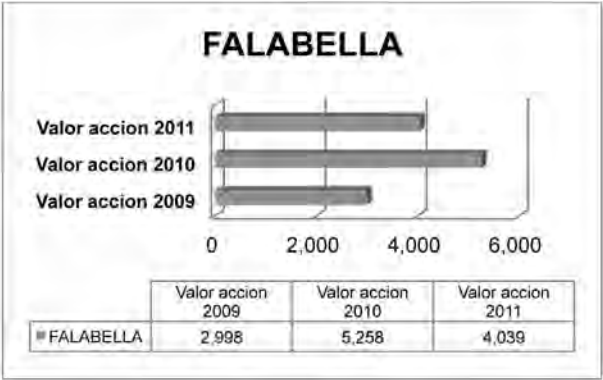 FALABELLA
Valor accion 2011
Valor accion 2010
Valor accion 2009
0 2,000 4,000 6,000
Valor accion 2009 Valor accion 2010 Valor accion 2011
FALABELLA 2,998 5,258 4,039